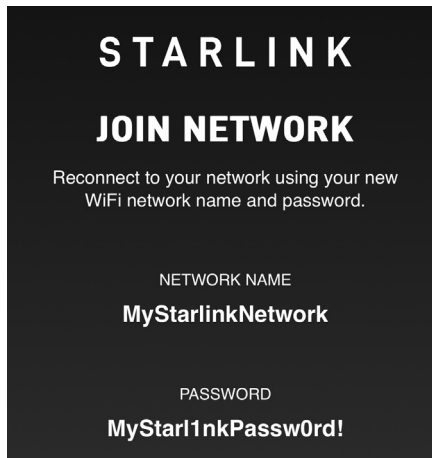 STARLINK
JOIN NETWORK
Reconnect to your network using your new
WiFi network name and password.
NETWORK NAME
MyStarlinkNetwork
PASSWORD
MyStarl1nkPassw0rd!